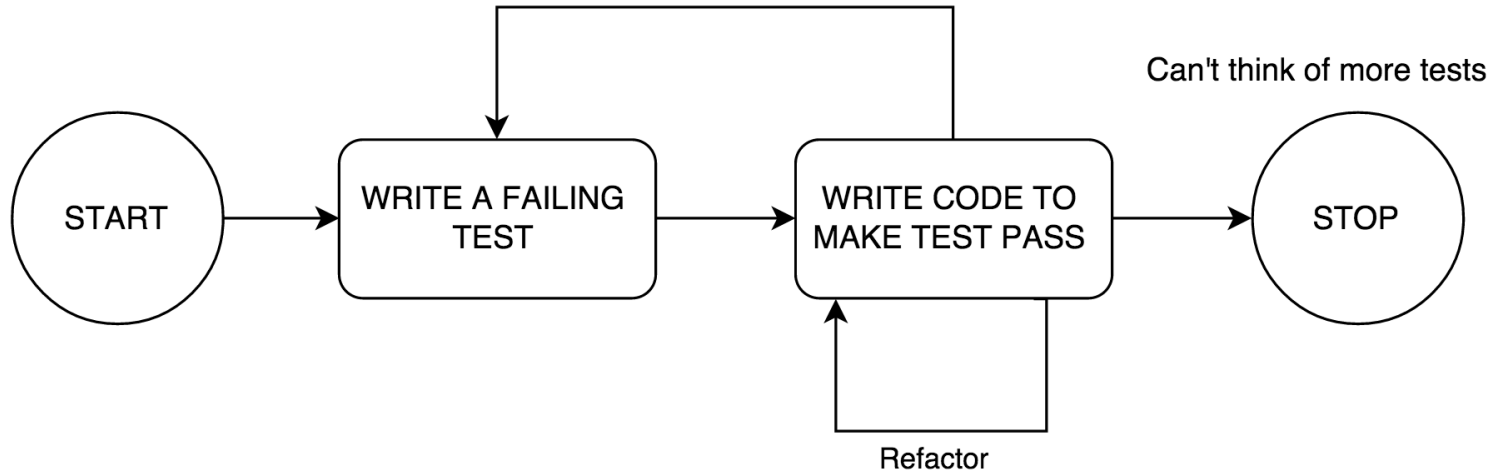 Can't think of more tests
START
WRITE A FAILING
TEST
WRITE CODE TO
MAKE TEST PASS
STOP
Refactor